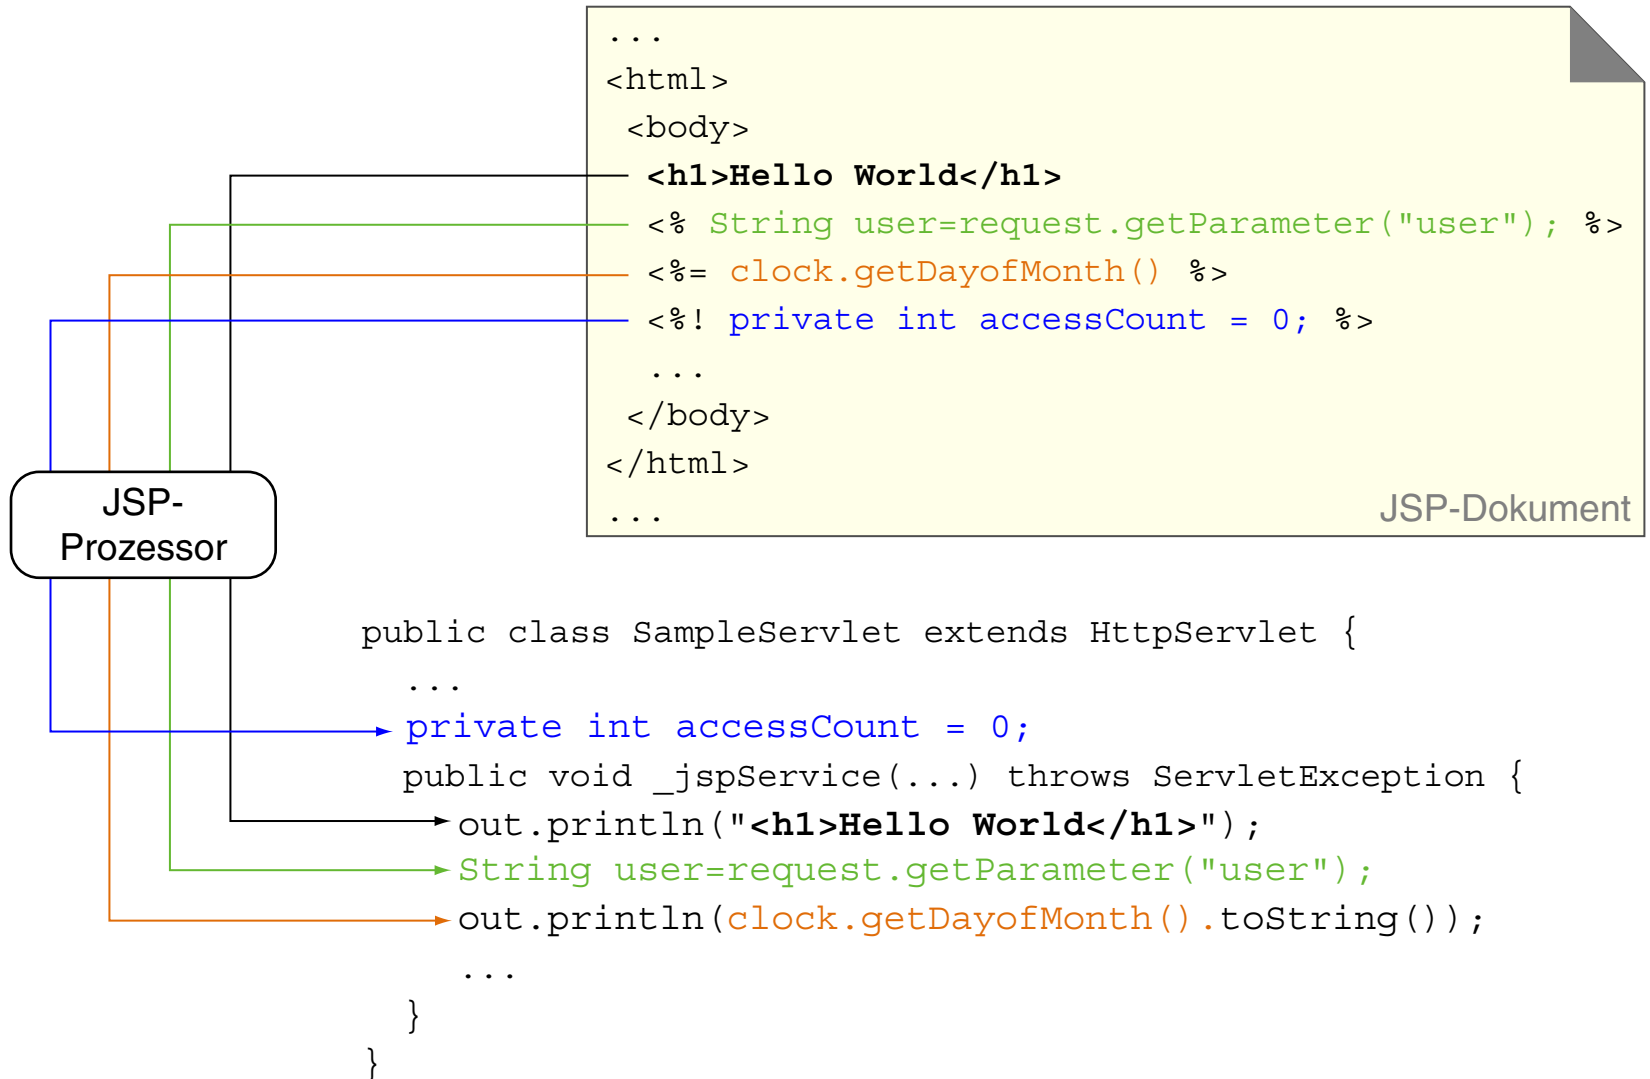 ...
<html>
<body>
<h1>Hello World</h1>
<% String user=request.getParameter("user"); %>
<%= clock.getDayofMonth() %>
<%! private int accessCount = 0; %>
...
</body>
</html>
...
JSP-Dokument
JSP-
Prozessor
public class SampleServlet extends HttpServlet {
...
private int accessCount = 0;
public void _jspService(...) throws ServletException {
out.println("<h1>Hello World</h1>");
String user=request.getParameter("user");
out.println(clock.getDayofMonth().toString());
...
}
}